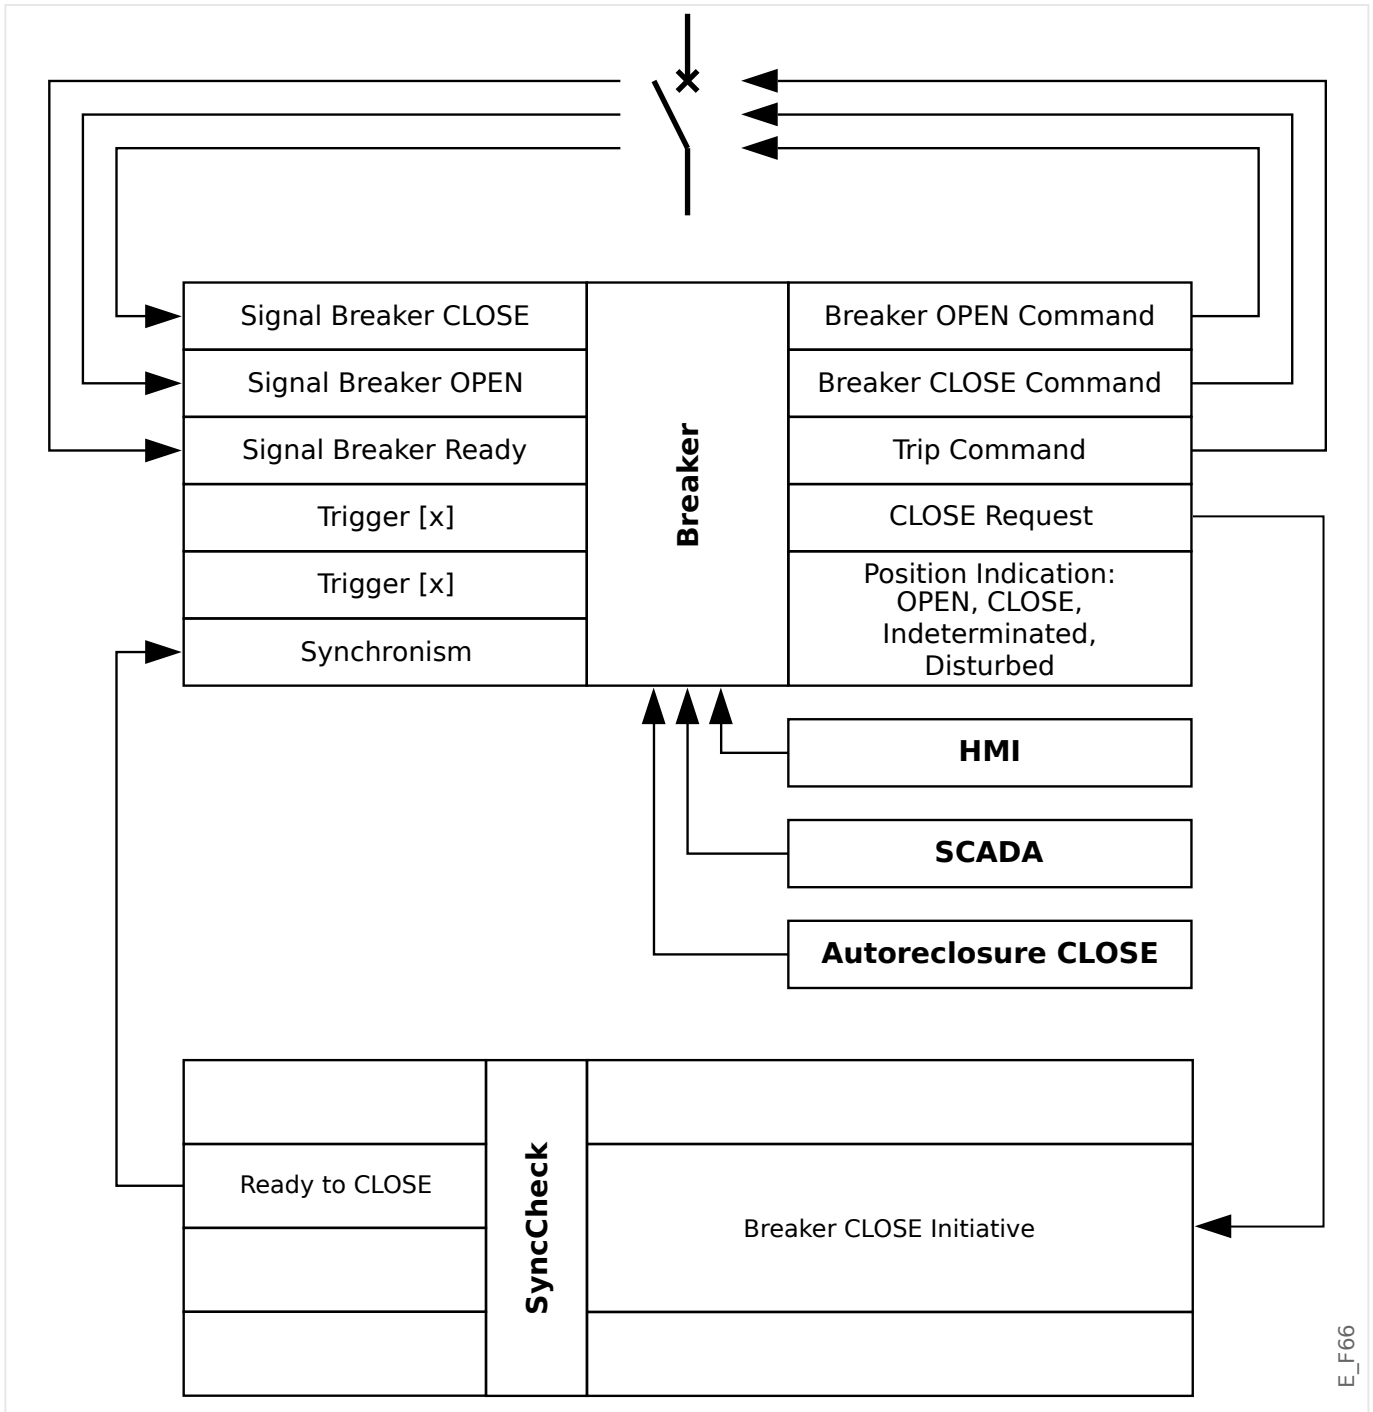 Signal Breaker CLOSE
Signal Breaker OPEN
Signal Breaker Ready
Trigger [x]
Trigger [x]
Synchronism
Breaker
Breaker OPEN Command
Breaker CLOSE Command
Trip Command
CLOSE Request
Position Indication:
OPEN, CLOSE,
Indeterminated,
Disturbed
HMI
SCADA
Autoreclosure CLOSE
Ready to CLOSE
SyncCheck
Breaker CLOSE Initiative
E_F66